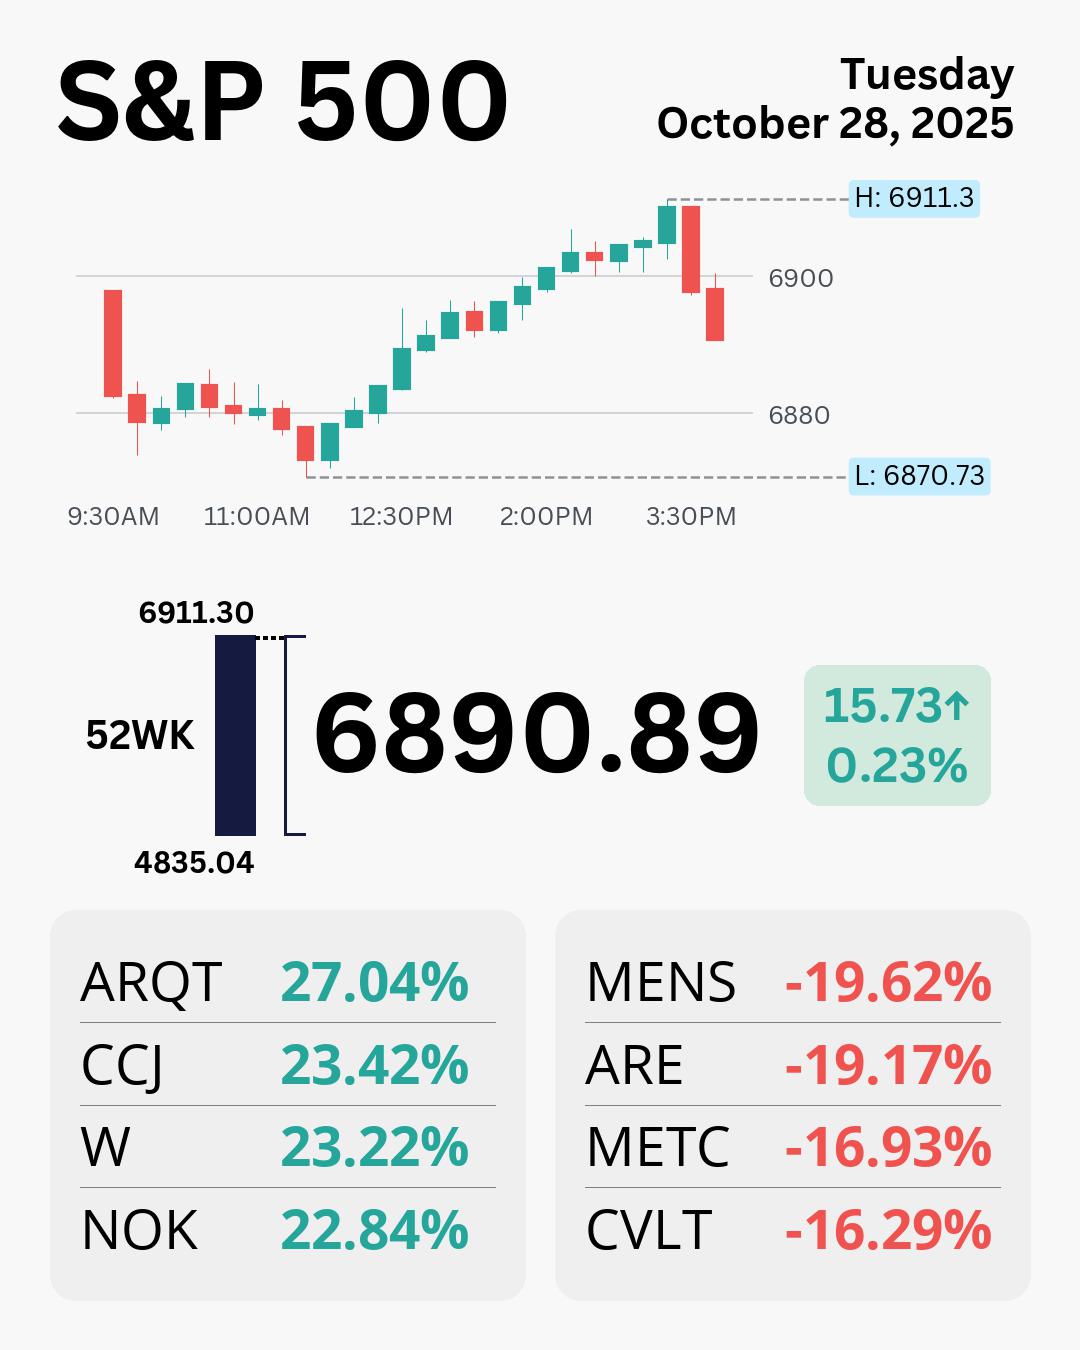 S&P 500
Tuesday
October 28, 2025
H: 6911.3
6900
6880
L: 6870.73
9:30AM 11:00AM 12:30PM 2:00PM 3:30PM
6911.30
52WK
6890.89
15.73↑
0.23%
4835.04
ARQT 27.04%
CCJ 23.42%
W 23.22%
NOK 22.84%
MENS -19.62%
ARE -19.17%
METC -16.93%
CVLT -16.29%